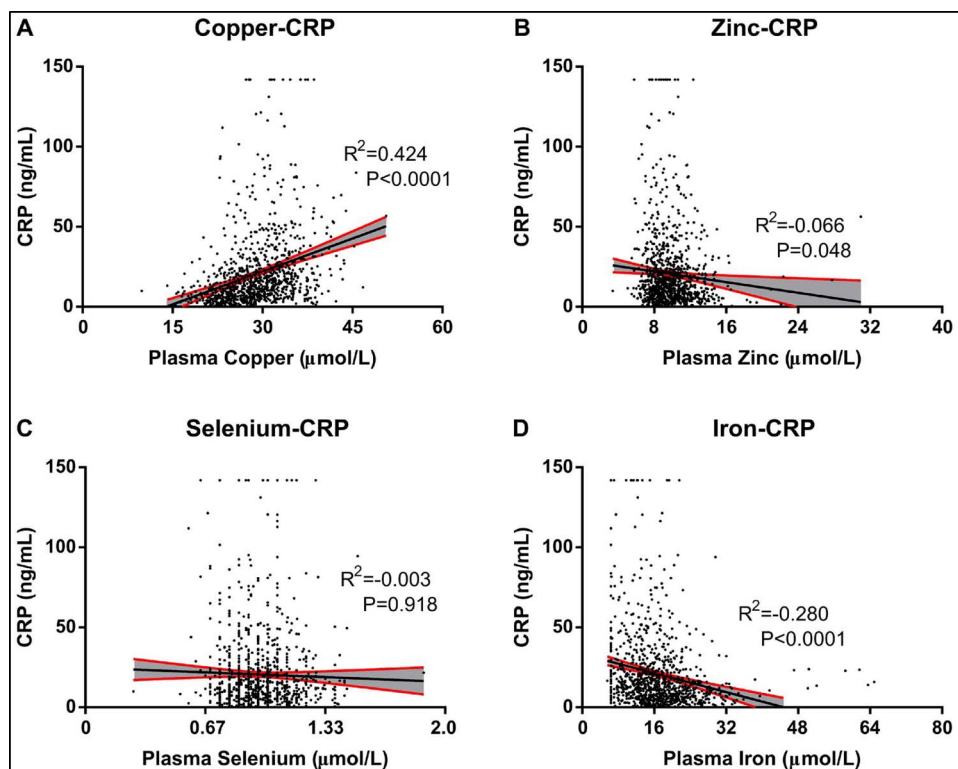 A
Copper-CRP
150
100
50
0
CRP (ng/mL)
R²=0.424
P<0.0001
0 15 30 45 60
Plasma Copper (μmol/L)
B
Zinc-CRP
150
100
50
0
CRP (ng/mL)
R²=-0.066
P=0.048
0 8 16 24 32 40
Plasma Zinc (μmol/L)
C
Selenium-CRP
150
100
50
0
CRP (ng/mL)
R²=-0.003
P=0.918
0 0.67 1.33 2.0
Plasma Selenium (μmol/L)
D
Iron-CRP
150
100
50
0
CRP (ng/mL)
R²=-0.280
P<0.0001
0 16 32 48 64 80
Plasma Iron (μmol/L)